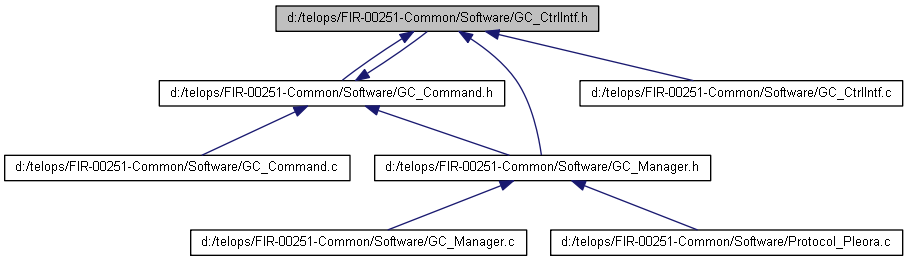 d:/telops/FIR-00251-Common/Software/GC_CtrlIntf.h
d:/telops/FIR-00251-Common/Software/GC_Command.h
d:/telops/FIR-00251-Common/Software/GC_CtrlIntf.c
d:/telops/FIR-00251-Common/Software/GC_Command.c
d:/telops/FIR-00251-Common/Software/GC_Manager.h
d:/telops/FIR-00251-Common/Software/GC_Manager.c
d:/telops/FIR-00251-Common/Software/Protocol_Pleora.c